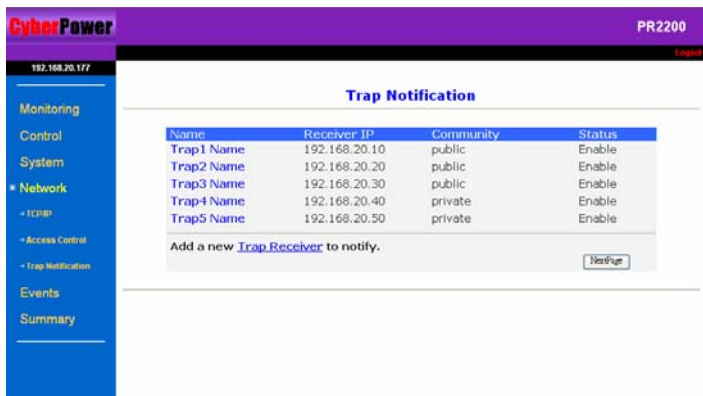 CyberPower
PR2200
Logout
192.168.20.177
Monitoring
Control
System
Network
TCP/IP
Access Control
Trap Notification
Events
Summary
Trap Notification
Name Receiver IP Community Status
Trap1 Name 192.168.20.10 public Enable
Trap2 Name 192.168.20.20 public Enable
Trap3 Name 192.168.20.30 public Enable
Trap4 Name 192.168.20.40 private Enable
Trap5 Name 192.168.20.50 private Enable
Add a new Trap Receiver to notify.
NextPage